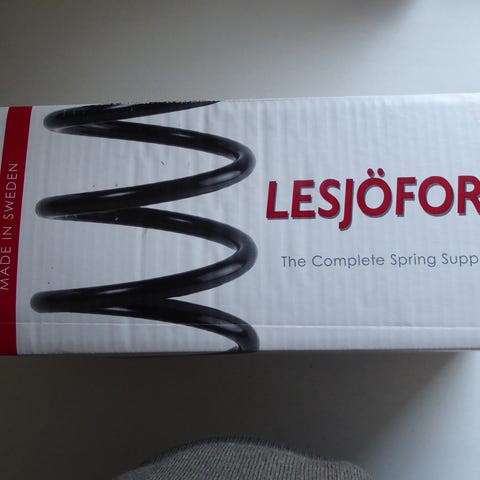 MADE IN SWEDEN
LESJÖFOR
The Complete Spring Supp